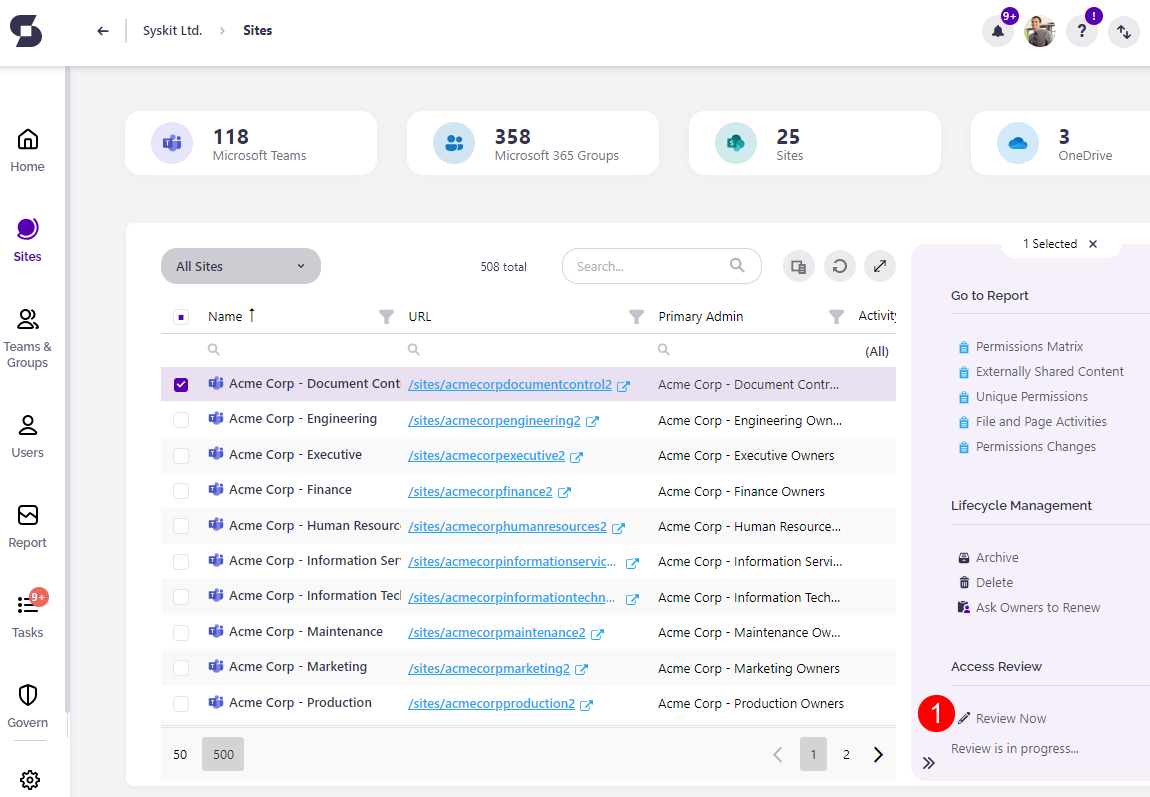 Syskit Ltd. Sites
9+
!
?
118
Microsoft Teams
358
Microsoft 365 Groups
25
Sites
3
OneDrive
Home
Sites
Teams &
Groups
Users
Report
9+
Tasks
Govern
All Sites
508 total
Search...
1 Selected
Name URL Primary Admin Activity
(All)
Acme Corp - Document Cont /sites/acmecorpdocumentcontrol2 Acme Corp - Document Contr...
Acme Corp - Engineering /sites/acmecorpengineering2 Acme Corp - Engineering Own...
Acme Corp - Executive /sites/acmecorpexecutive2 Acme Corp - Executive Owners
Acme Corp - Finance /sites/acmecorpfinance2 Acme Corp - Finance Owners
Acme Corp - Human Resourc /sites/acmecorphumanresources2 Acme Corp - Human Resource...
Acme Corp - Information Ser /sites/acmecorpinformationservic... Acme Corp - Information Servi...
Acme Corp - Information Tec /sites/acmecorpinformationtechn... Acme Corp - Information Tech...
Acme Corp - Maintenance /sites/acmecorpmaintenance2 Acme Corp - Maintenance Ow...
Acme Corp - Marketing /sites/acmecorpmarketing2 Acme Corp - Marketing Owners
Acme Corp - Production /sites/acmecorpproduction2 Acme Corp - Production Owners
50 500 1 2
Go to Report
Permissions Matrix
Externally Shared Content
Unique Permissions
File and Page Activities
Permissions Changes
Lifecycle Management
Archive
Delete
Ask Owners to Renew
Access Review
1 Review Now
Review is in progress...